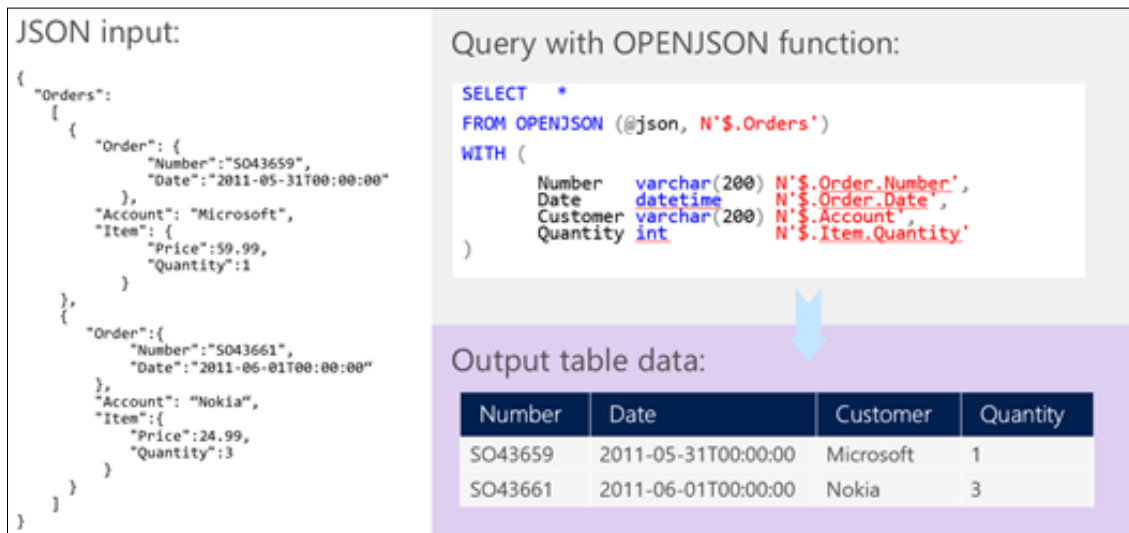 JSON input:
{
"Orders":
[
{
"Order": {
"Number":"SO43659",
"Date":"2011-05-31T00:00:00"
},
"Account": "Microsoft",
"Item": {
"Price":59.99,
"Quantity":1
}
},
{
"Order":{
"Number":"SO43661",
"Date":"2011-06-01T00:00:00“
},
"Account": “Nokia“,
"Item":{
"Price":24.99,
"Quantity":3
}
}
]
}
Query with OPENJSON function:
SELECT *
FROM OPENJSON (@json, N'$.Orders')
WITH (
Number varchar(200) N'$.Order.Number',
Date datetime N'$.Order.Date',
Customer varchar(200) N'$.Account',
Quantity int N'$.Item.Quantity'
)
Output table data:
Number Date Customer Quantity
SO43659 2011-05-31T00:00:00 Microsoft 1
SO43661 2011-06-01T00:00:00 Nokia 3